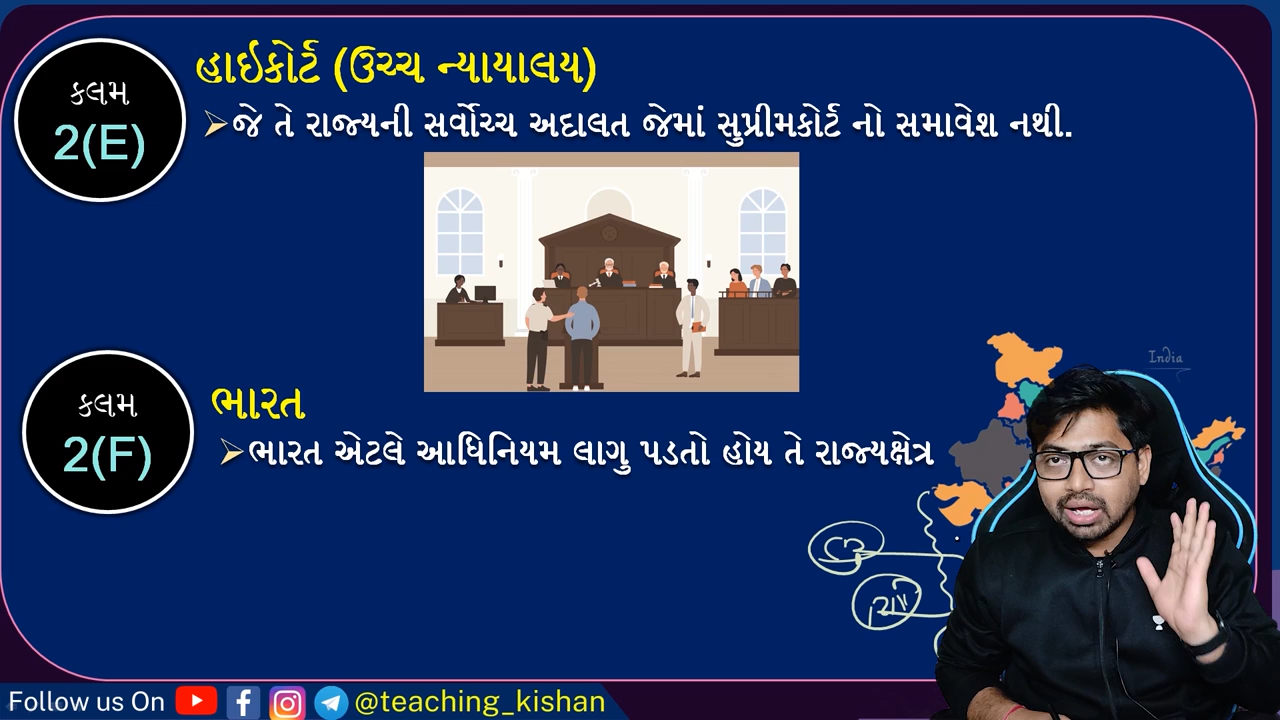 કલમ
2(E)
હાઇકોર્ટ (ઉચ્ચ ન્યાયાલય)
➢જે તે રાજ્યની સર્વોચ્ચ અદાલત જેમાં સુપ્રીમકોર્ટ નો સમાવેશ નથી.
India
કલમ
2(F)
ભારત
➢ભારત એટલે આધિનિયમ લાગુ પડતો હોય તે રાજ્યક્ષેત્ર
Follow us On @teaching_kishan